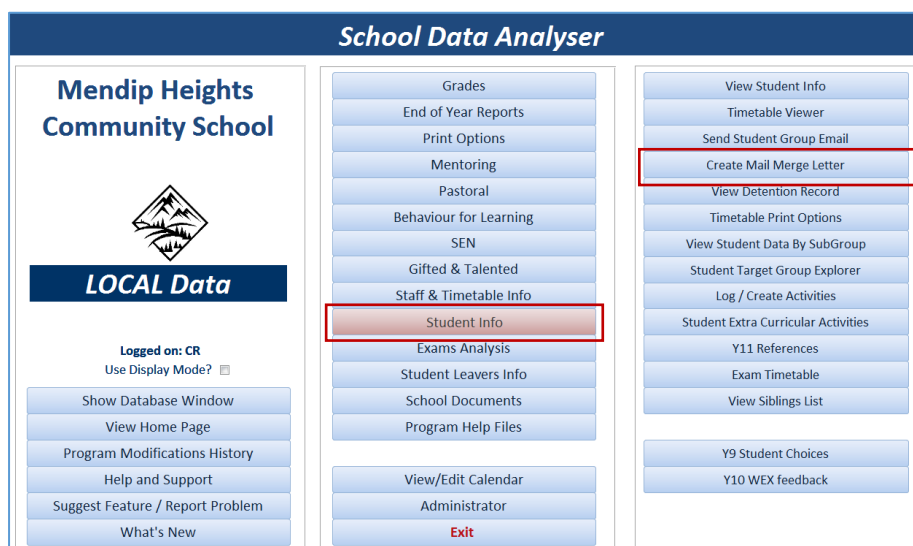 School Data Analyser
Mendip Heights
Community School
LOCAL Data
Logged on: CR
Use Display Mode?
Show Database Window
View Home Page
Program Modifications History
Help and Support
Suggest Feature / Report Problem
What's New
Grades
End of Year Reports
Print Options
Mentoring
Pastoral
Behaviour for Learning
SEN
Gifted & Talented
Staff & Timetable Info
Student Info
Exams Analysis
Student Leavers Info
School Documents
Program Help Files
View/Edit Calendar
Administrator
Exit
View Student Info
Timetable Viewer
Send Student Group Email
Create Mail Merge Letter
View Detention Record
Timetable Print Options
View Student Data By SubGroup
Student Target Group Explorer
Log / Create Activities
Student Extra Curricular Activities
Y11 References
Exam Timetable
View Siblings List
Y9 Student Choices
Y10 WEX feedback